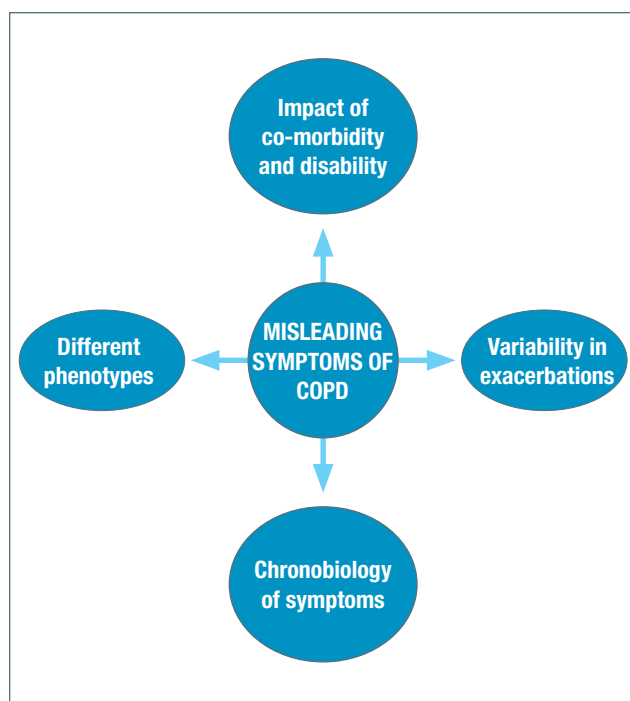 Impact of
co-morbidity
and disability
Different
phenotypes
MISLEADING
SYMPTOMS OF
COPD
Variability in
exacerbations
Chronobiology
of symptoms